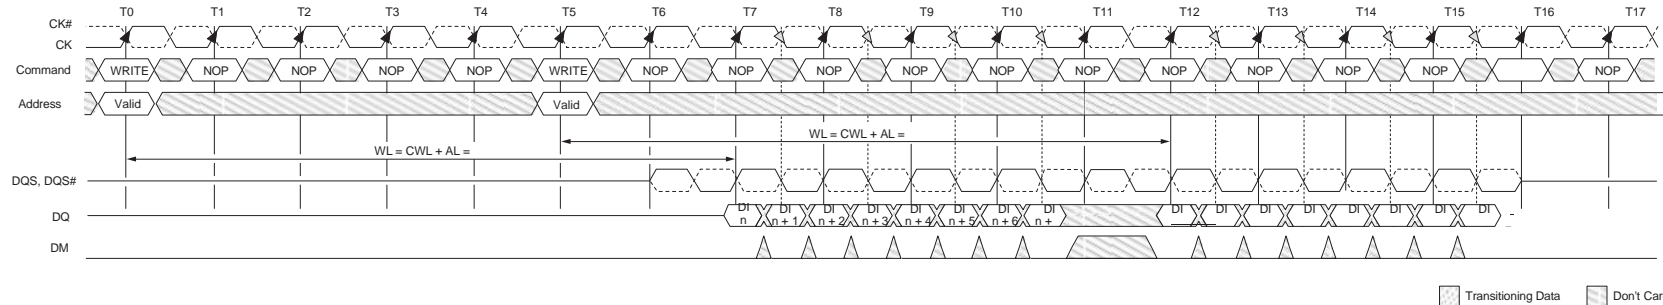 T0 T1 T2 T3 T4 T5 T6 T7 T8 T9 T10 T11 T12 T13 T14 T15 T16 T17
CK#
CK
Command WRITE NOP NOP NOP NOP WRITE NOP NOP NOP NOP NOP NOP NOP NOP NOP NOP NOP
Address Valid Valid
WL = CWL + AL =
WL = CWL + AL =
DQS, DQS#
DI DI DI DI DI DI DI DI DI DI DI DI DI DI DI DI
DQ n n + 1 n + 2 n + 3 n + 4 n + 5 n + 6 n +
DM
Transitioning Data Don't Car